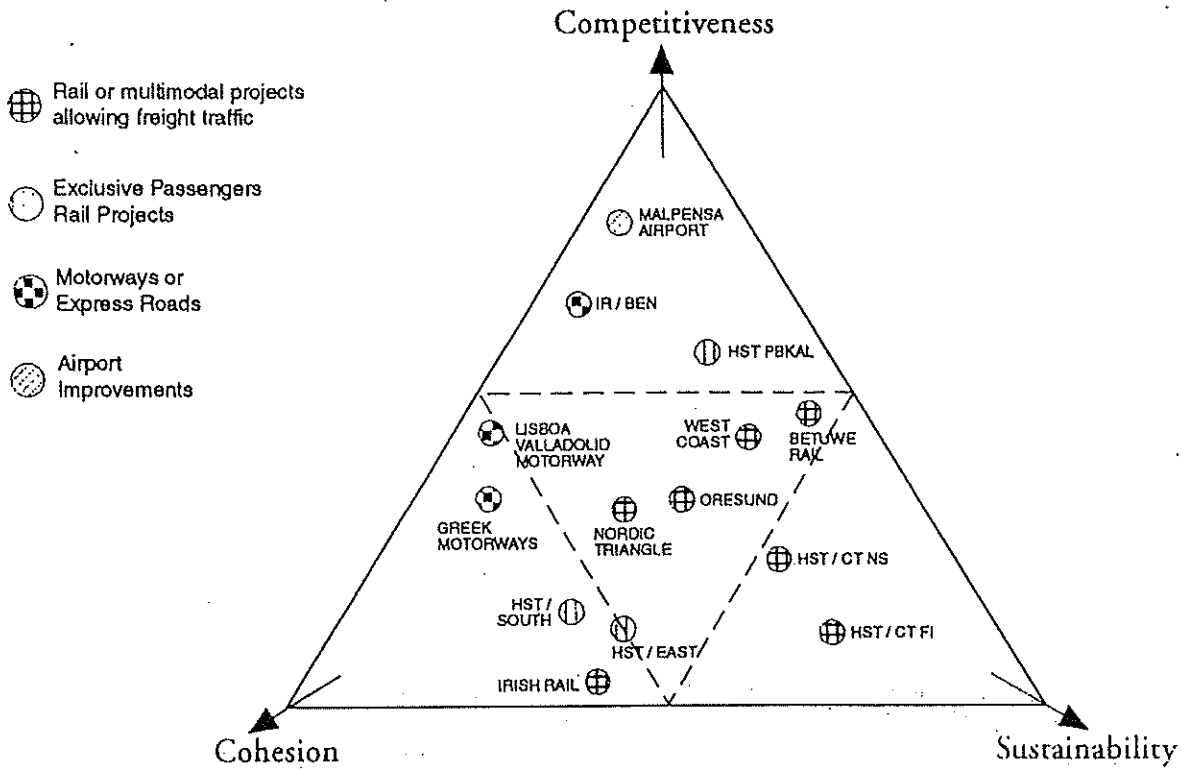 Competitiveness
Rail or multimodal projects
allowing freight traffic
Exclusive Passengers
Rail Projects
Motorways or
Express Roads
Airport
Improvements
MALPENSA
AIRPORT
IR / BEN
HST PBKAL
LISBOA
VALLADOLID
MOTORWAY
WEST
COAST
BETUWE
RAIL
GREEK
MOTORWAYS
NORDIC
TRIANGLE
ORESUND
HST / CT NS
HST /
SOUTH
HST / EAST
HST / CT FI
IRISH RAIL
Cohesion
Sustainability